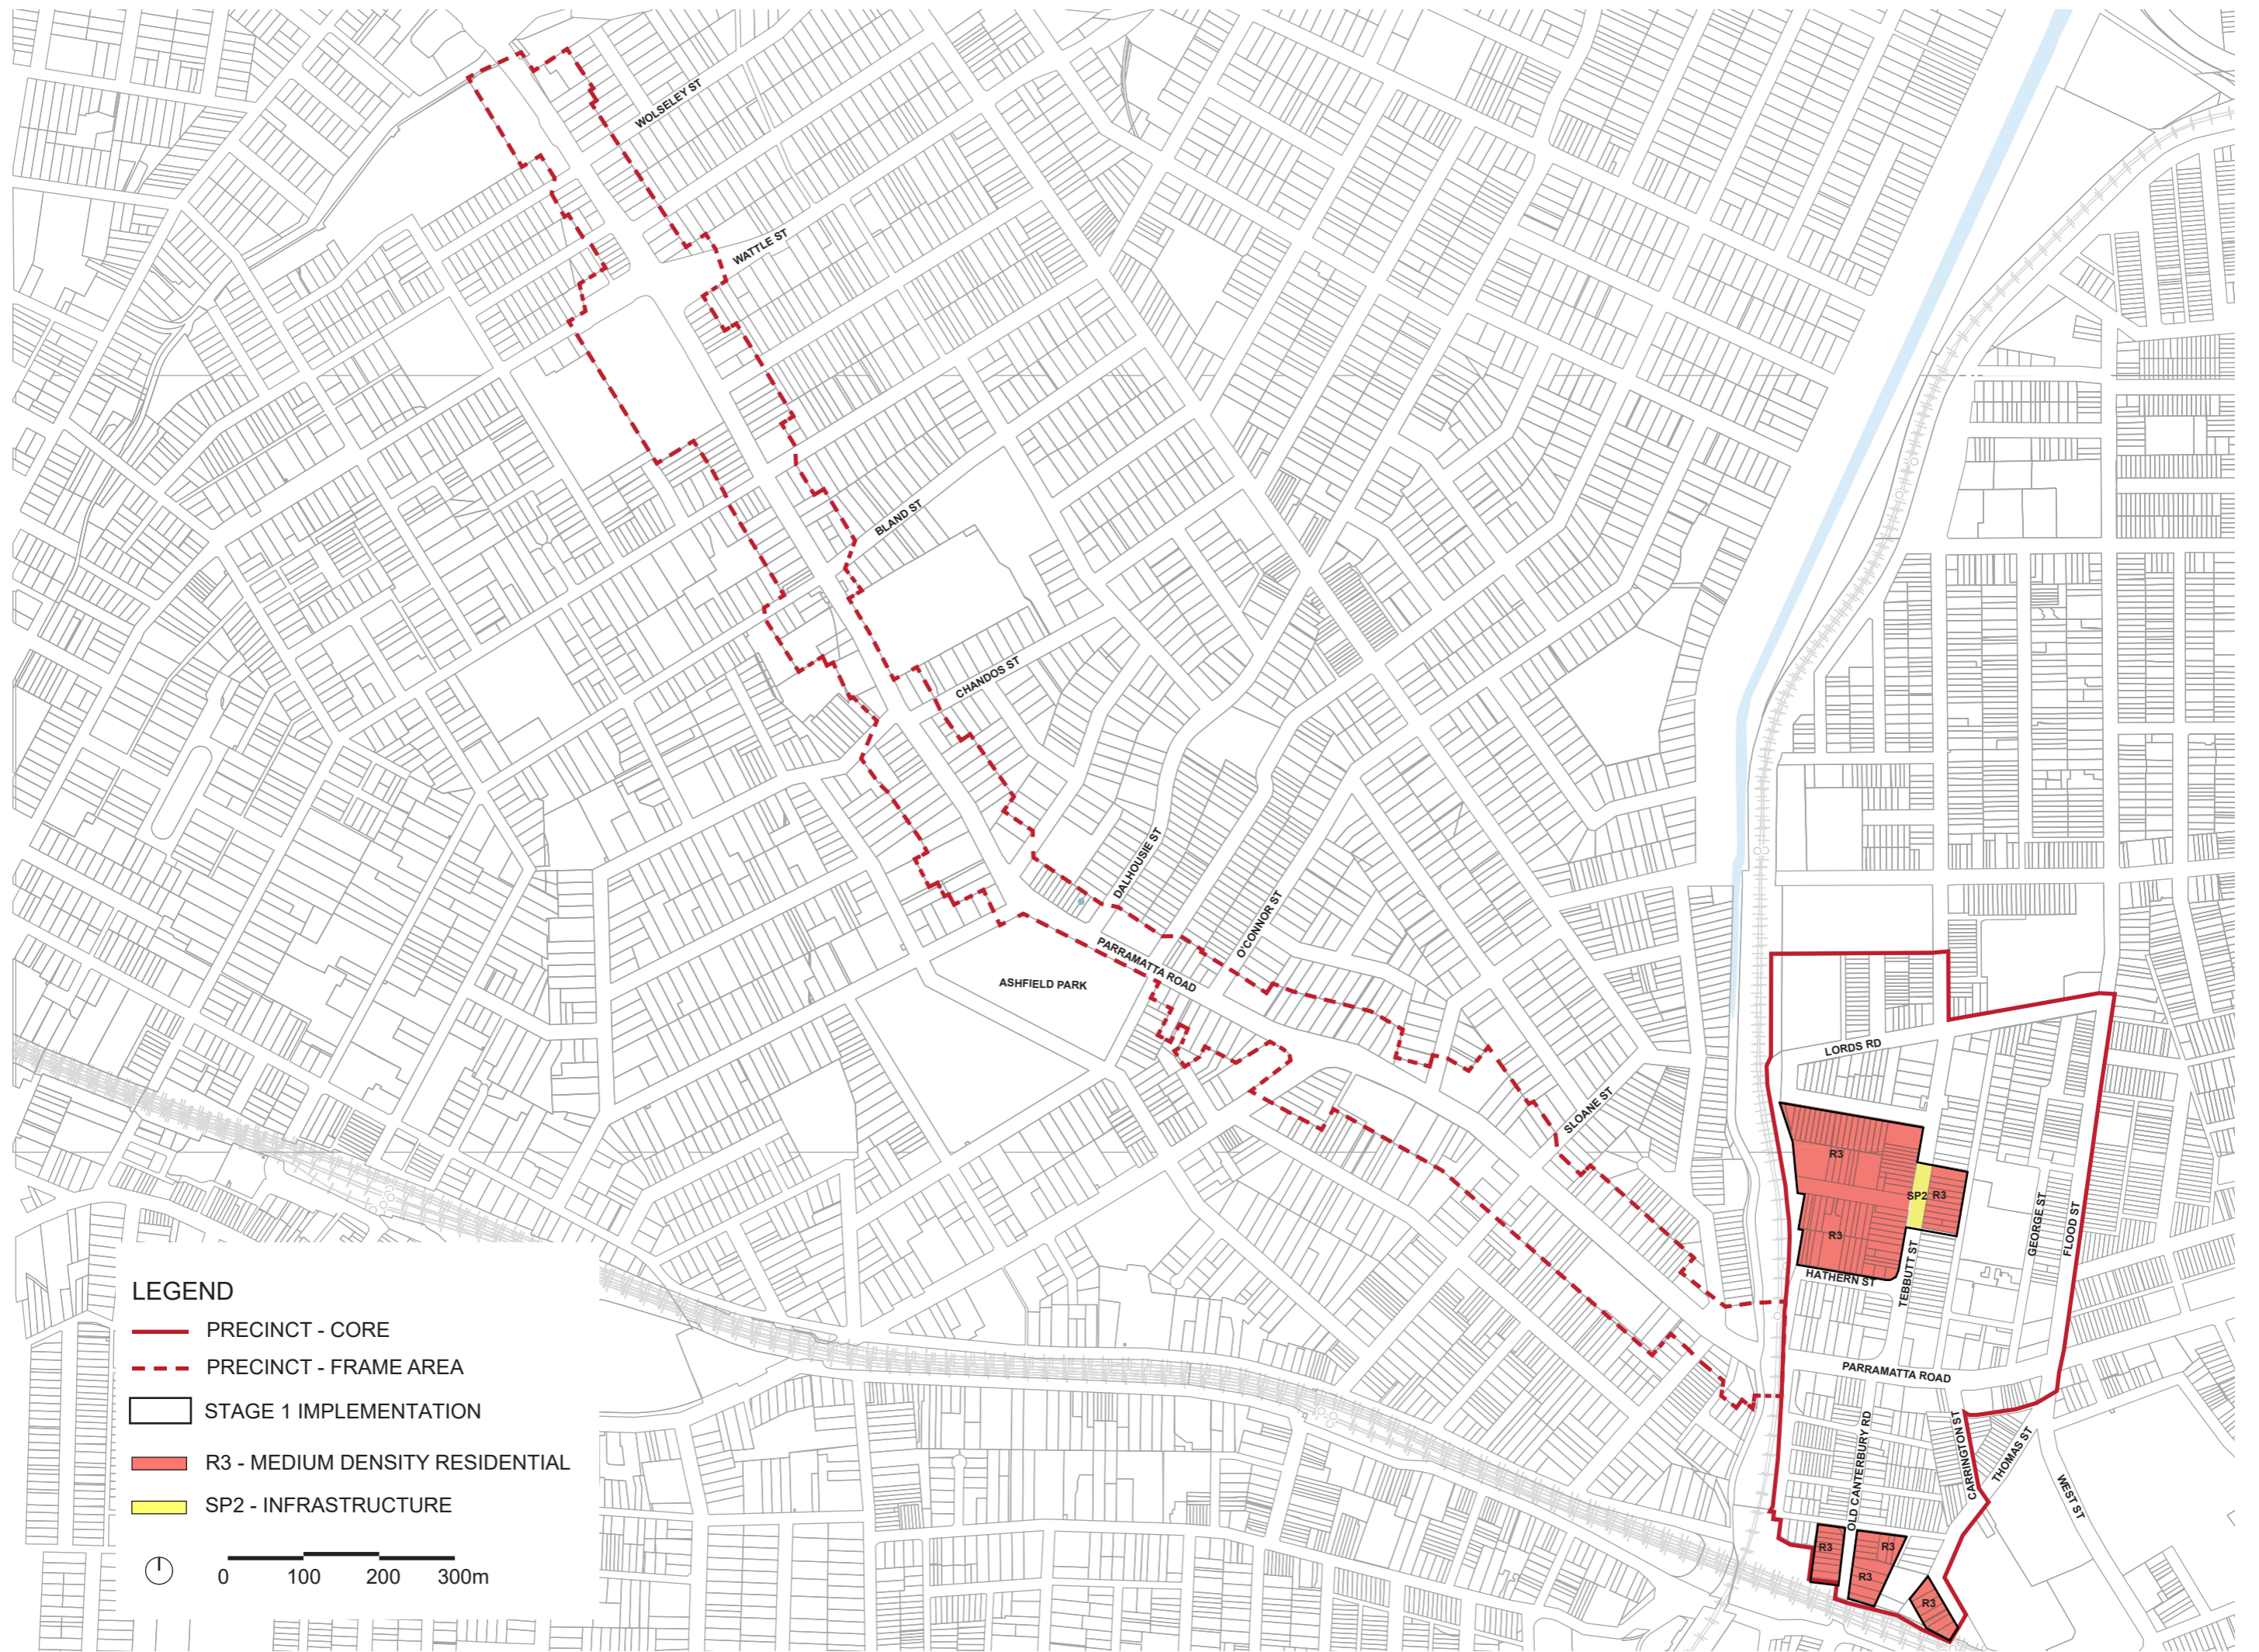 WOLSELEY ST
WATTLE ST
BLAND ST
CHANDOS ST
DALHOUSIE ST
O'CONNOR ST
PARRAMATTA ROAD
ASHFIELD PARK
SLOANE ST
LORDS RD
R3
SP2
R3
R3
GEORGE ST
FLOOD ST
TEBBUTT ST
HATHERN ST
PARRAMATTA ROAD
OLD CANTERBURY RD
CARRINGTON ST
THOMAS ST
WEST ST
R3
R3
R3
R3
LEGEND
PRECINCT - CORE
PRECINCT - FRAME AREA
STAGE 1 IMPLEMENTATION
R3 - MEDIUM DENSITY RESIDENTIAL
SP2 - INFRASTRUCTURE
0 100 200 300m